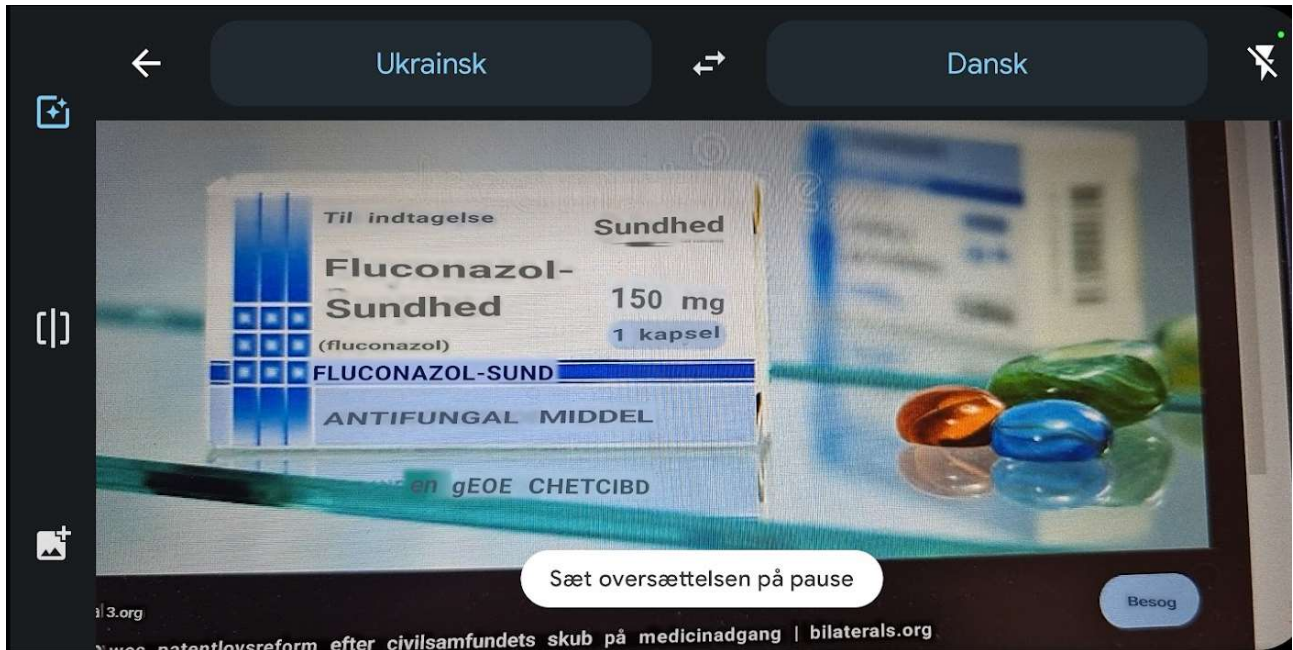 Ukrainsk
Dansk
Til indtagelse
Sundhed
Fluconazol-
Sundhed
150 mg
1 kapsel
(fluconazol)
FLUCONAZOL-SUND
ANTIFUNGAL MIDDEL
en gEOE CHETCIBD
Sæt oversættelsen på pause
3.org
Besog
patentlovsreform efter civilsamfundets skub på medicinadgang | bilaterals.org